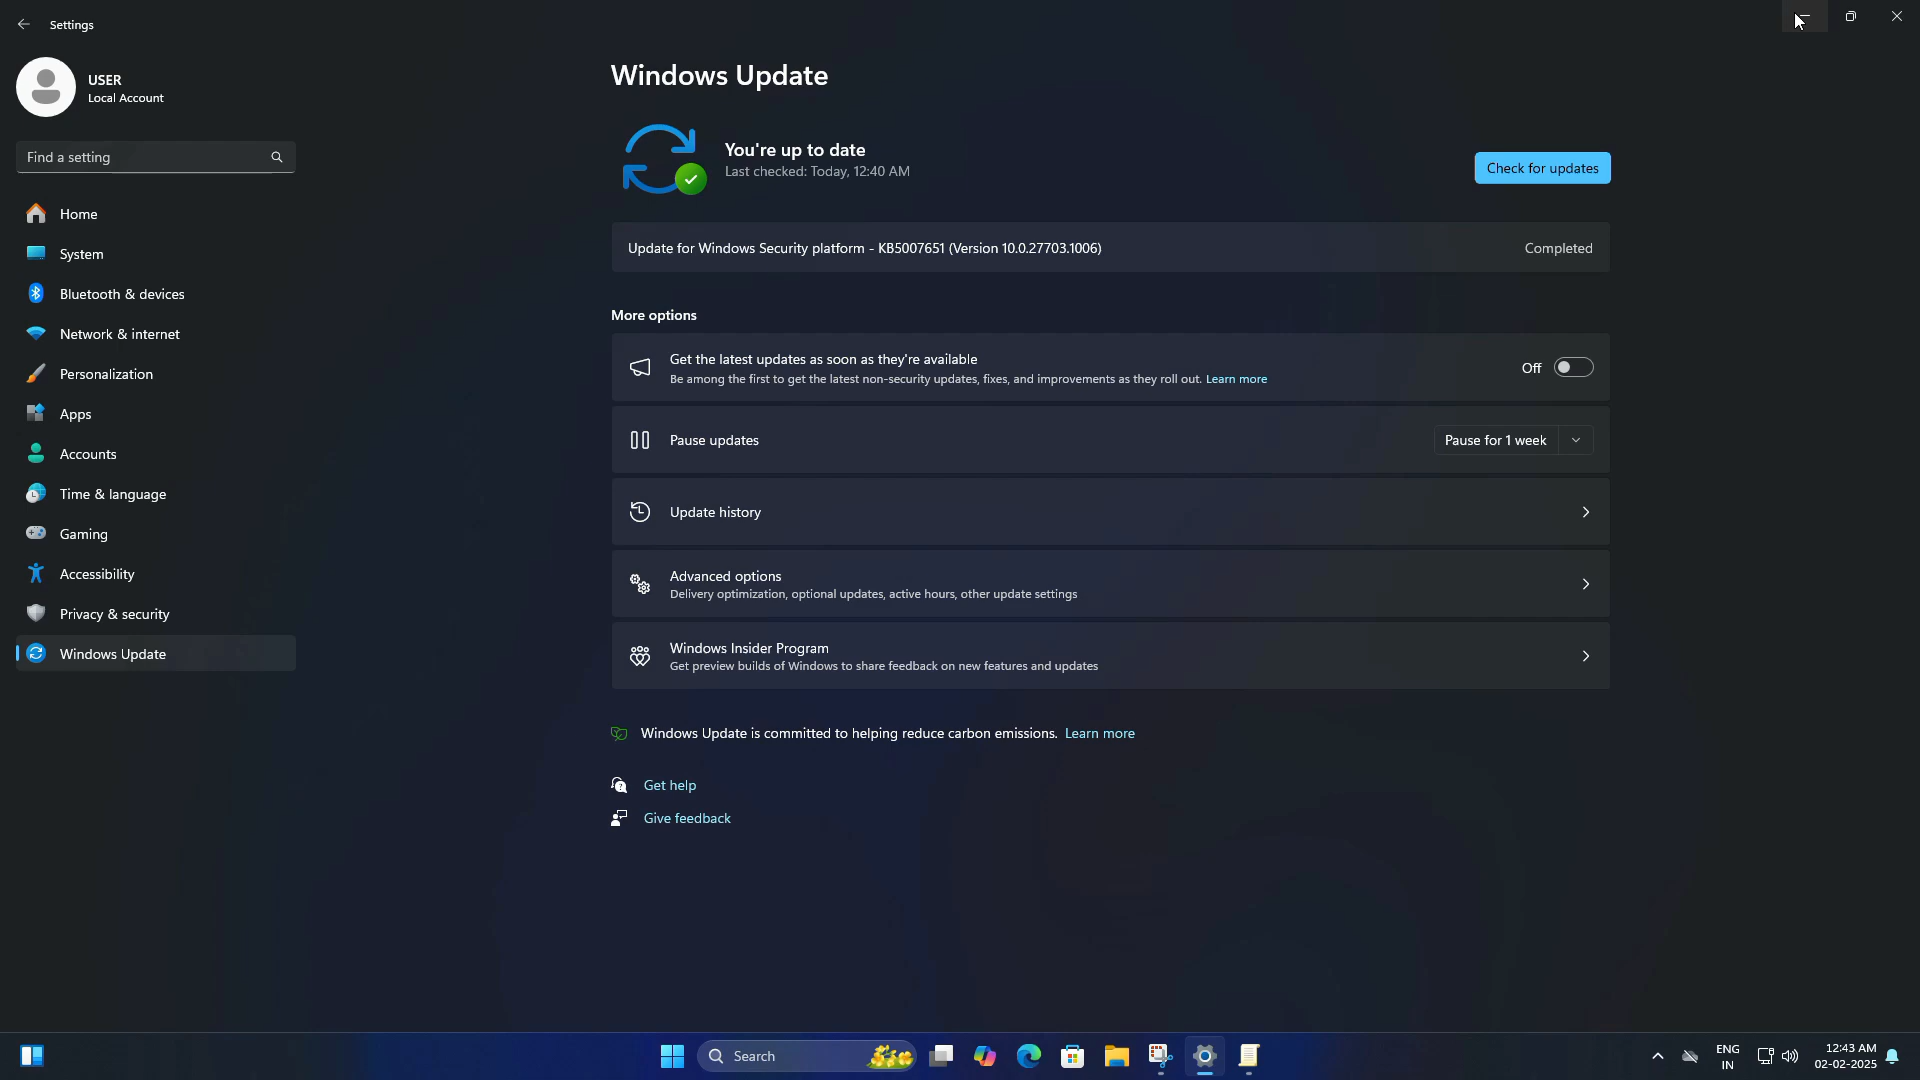 Settings
USER
Local Account
Find a setting
Home
System
Bluetooth & devices
Network & internet
Personalization
Apps
Accounts
Time & language
Gaming
Accessibility
Privacy & security
Windows Update
Windows Update
You're up to date
Last checked: Today, 12:40 AM
Check for updates
Update for Windows Security platform - KB5007651 (Version 10.0.27703.1006)
Completed
More options
Get the latest updates as soon as they're available
Be among the first to get the latest non-security updates, fixes, and improvements as they roll out. Learn more
Off
Pause updates
Pause for 1 week
Update history
Advanced options
Delivery optimization, optional updates, active hours, other update settings
Windows Insider Program
Get preview builds of Windows to share feedback on new features and updates
Windows Update is committed to helping reduce carbon emissions. Learn more
Get help
Give feedback
Search
ENG
IN
12:43 AM
02-02-2025